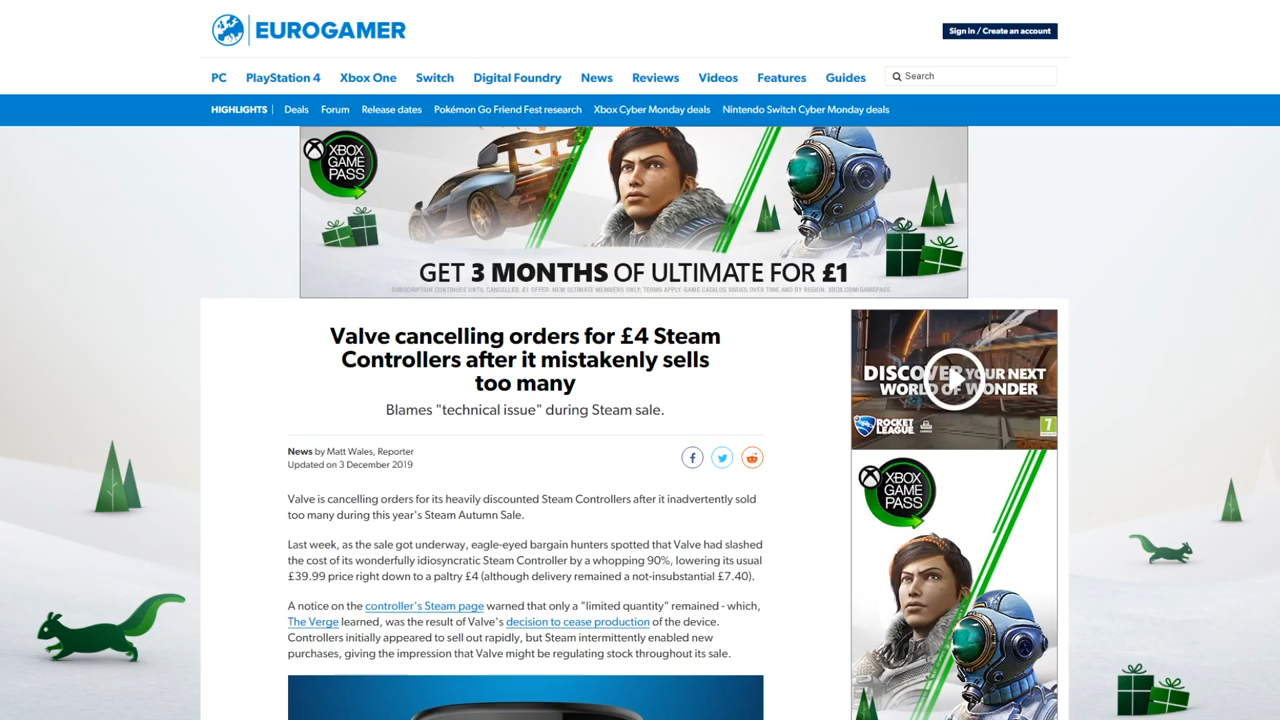 EUROGAMER
Sign in / Create an account
PC PlayStation 4 Xbox One Switch Digital Foundry News Reviews Videos Features Guides Search
HIGHLIGHTS Deals Forum Release dates Pokémon Go Friend Fest research Xbox Cyber Monday deals Nintendo Switch Cyber Monday deals
XBOX
GAME
PASS
GET 3 MONTHS OF ULTIMATE FOR £1
SUBSCRIPTION CONTINUES UNTIL CANCELLED. £1 OFFER: NEW ULTIMATE MEMBERS ONLY; TERMS APPLY. GAME CATALOG VARIES OVER TIME AND BY REGION. XBOX.COM/GAMEPASS.
Valve cancelling orders for £4 Steam
Controllers after it mistakenly sells
too many
Blames "technical issue" during Steam sale.
News by Matt Wales, Reporter
Updated on 3 December 2019
Valve is cancelling orders for its heavily discounted Steam Controllers after it inadvertently sold
too many during this year's Steam Autumn Sale.
Last week, as the sale got underway, eagle-eyed bargain hunters spotted that Valve had slashed
the cost of its wonderfully idiosyncratic Steam Controller by a whopping 90%, lowering its usual
£39.99 price right down to a paltry £4 (although delivery remained a not-insubstantial £7.40).
A notice on the controller's Steam page warned that only a "limited quantity" remained - which,
The Verge learned, was the result of Valve's decision to cease production of the device.
Controllers initially appeared to sell out rapidly, but Steam intermittently enabled new
purchases, giving the impression that Valve might be regulating stock throughout its sale.
DISCOVER YOUR NEXT
WORLD OF WONDER
ROCKET
LEAGUE
7
XBOX
GAME
PASS